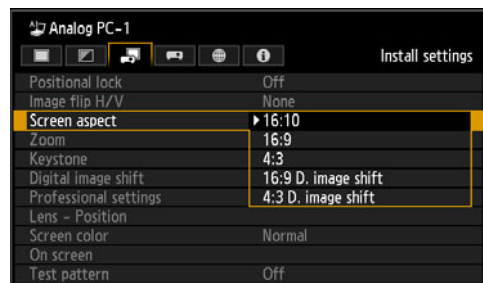 Analog PC-1
Install settings
Positional lock Off
Image flip H/V None
Screen aspect 16:10
Zoom 16:9
Keystone 4:3
Digital image shift 16:9 D. image shift
Professional settings 4:3 D. image shift
Lens - Position
Screen color Normal
On screen
Test pattern Off